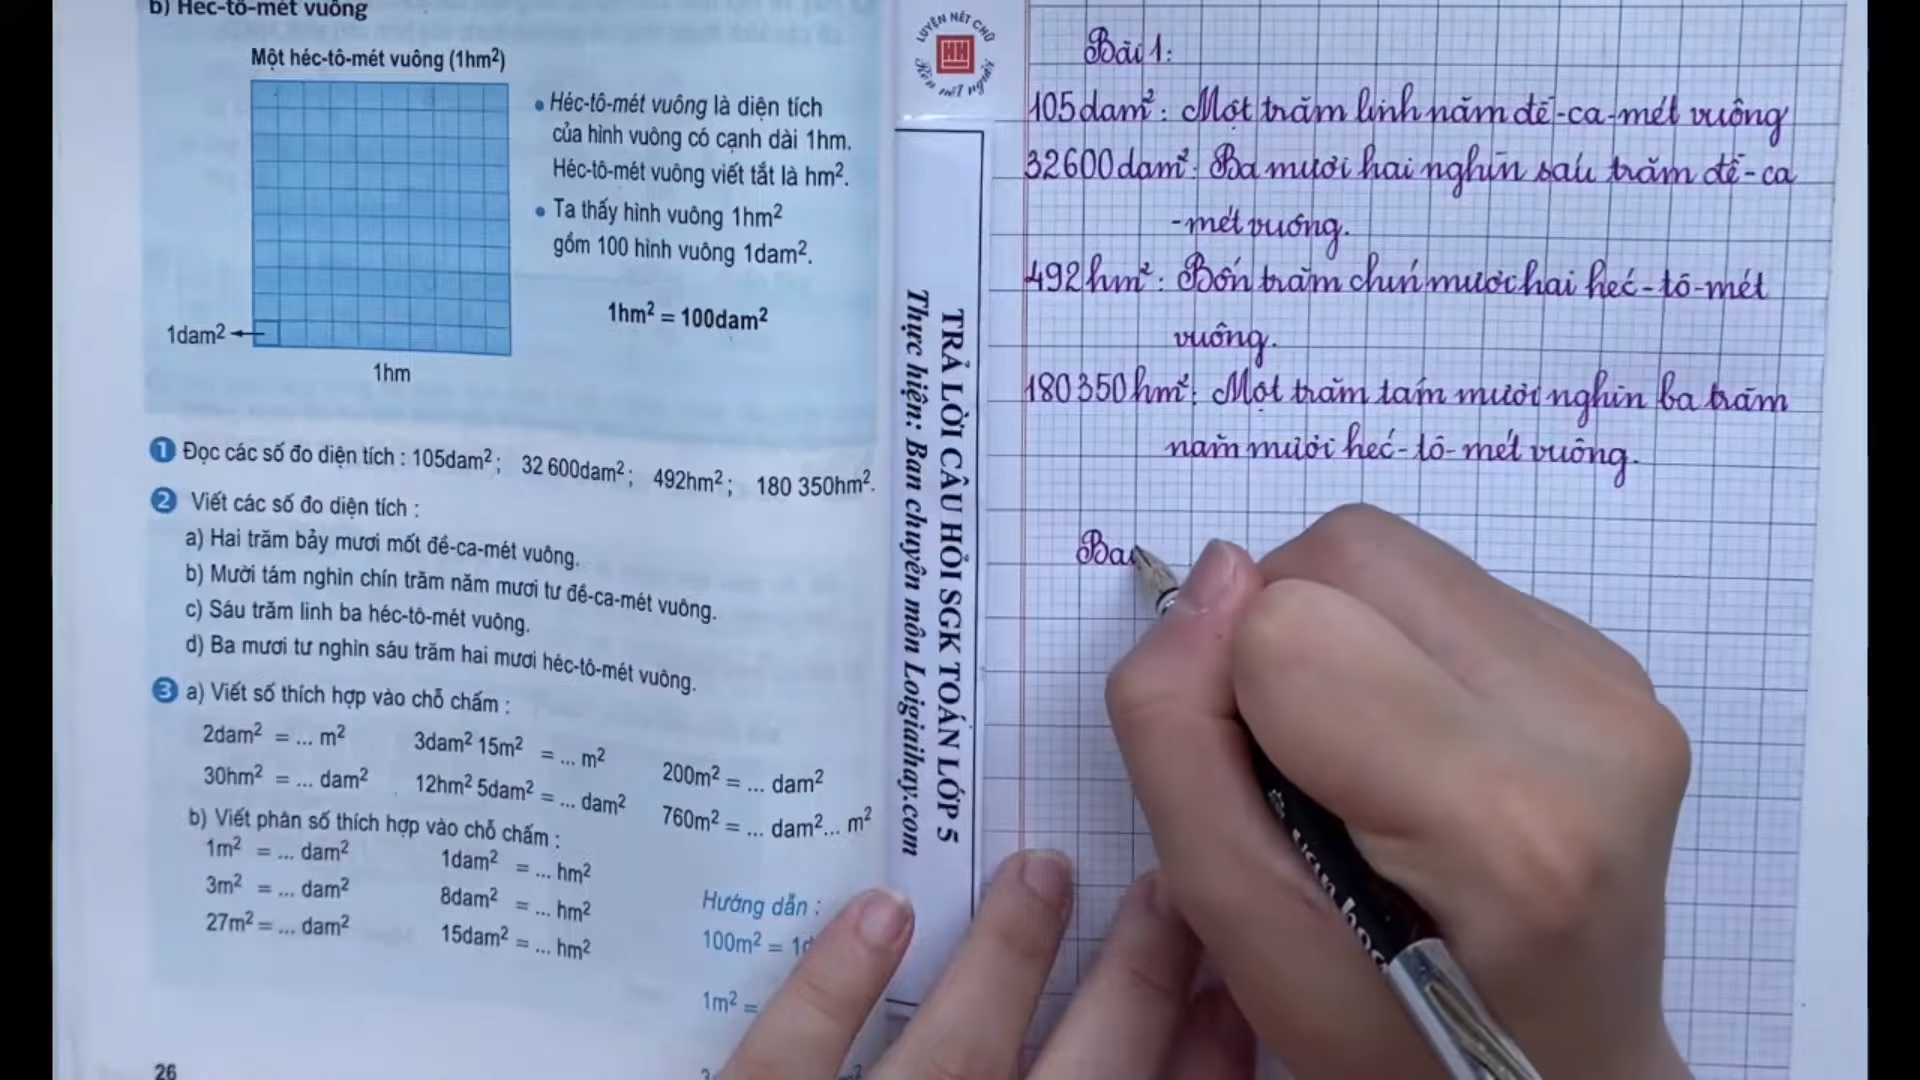 b) Héc-tô-mét vuông
Một héc-tô-mét vuông (1hm²)
• Héc-tô-mét vuông là diện tích
của hình vuông có cạnh dài 1hm.
Héc-tô-mét vuông viết tắt là hm².
• Ta thấy hình vuông 1hm²
gồm 100 hình vuông 1dam².
1hm² = 100dam²
1dam²
1hm
1 Đọc các số đo diện tích : 105dam² ; 32 600dam² ; 492hm² ; 180 350hm².
2 Viết các số đo diện tích :
a) Hai trăm bảy mươi mốt đề-ca-mét vuông.
b) Mười tám nghìn chín trăm năm mươi tư đề-ca-mét vuông.
c) Sáu trăm linh ba héc-tô-mét vuông.
d) Ba mươi tư nghìn sáu trăm hai mươi héc-tô-mét vuông.
3 a) Viết số thích hợp vào chỗ chấm :
2dam² = ... m² 3dam² 15m² = ... m² 200m² = ... dam²
30hm² = ... dam² 12hm² 5dam² = ... dam² 760m² = ... dam² ... m²
b) Viết phân số thích hợp vào chỗ chấm :
1m² = ... dam² 1dam² = ... hm²
3m² = ... dam² 8dam² = ... hm²
27m² = ... dam² 15dam² = ... hm²
Hướng dẫn :
100m² = 1d
1m² =
26
LUYỆN NÉT CHỮ
Rèn nết người
TRẢ LỜI CÂU HỎI SGK TOÁN LỚP 5
Thực hiện: Ban chuyên môn Loigiaihay.com
Bài 1:
105dam²: Một trăm linh năm đề-ca-mét vuông
32600dam²: Ba mươi hai nghìn sáu trăm đề-ca
-mét vuông.
492hm²: Bốn trăm chín mươi hai héc-tô-mét
vuông.
180350hm²: Một trăm tám mươi nghìn ba trăm
năm mươi héc-tô-mét vuông.
Bai